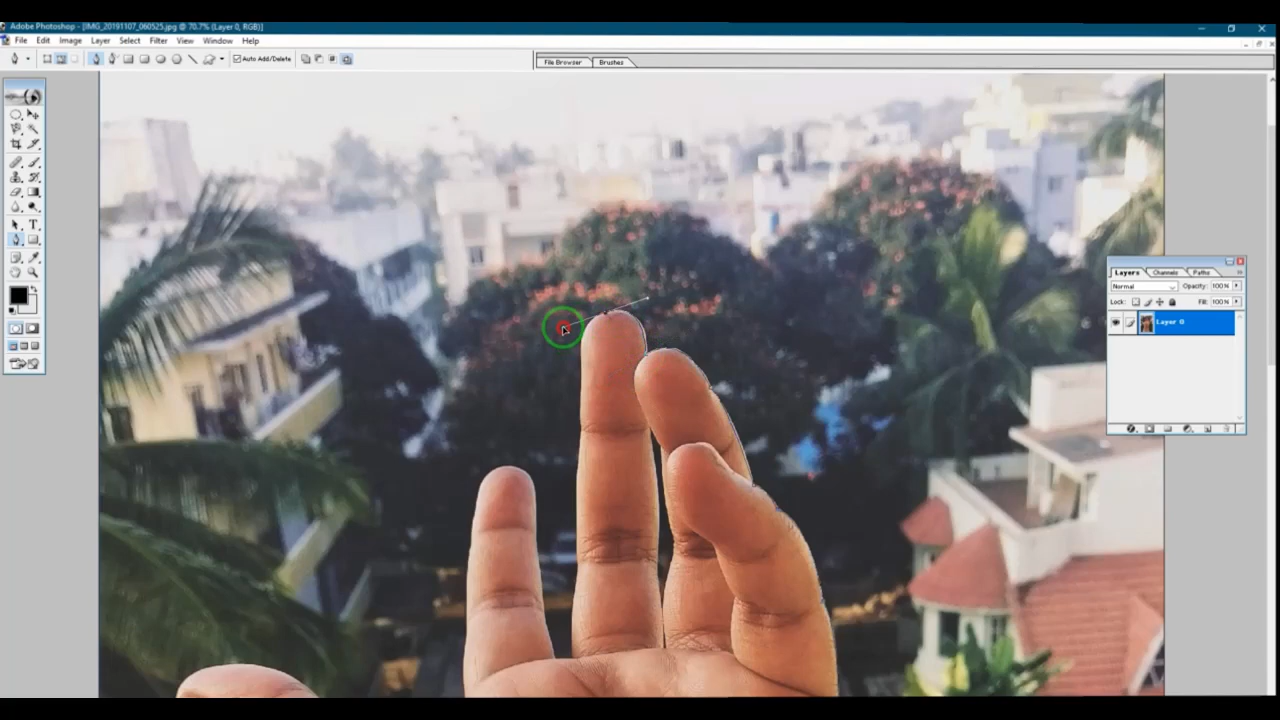 Adobe Photoshop - [IMG_20191107_060525.jpg @ 70.7% (Layer 0, RGB)]
File Edit Image Layer Select Filter View Window Help
Auto Add/Delete
File Browser Brushes
Layers Channels Paths
Normal Opacity: 100%
Lock: Fill: 100%
Layer 0